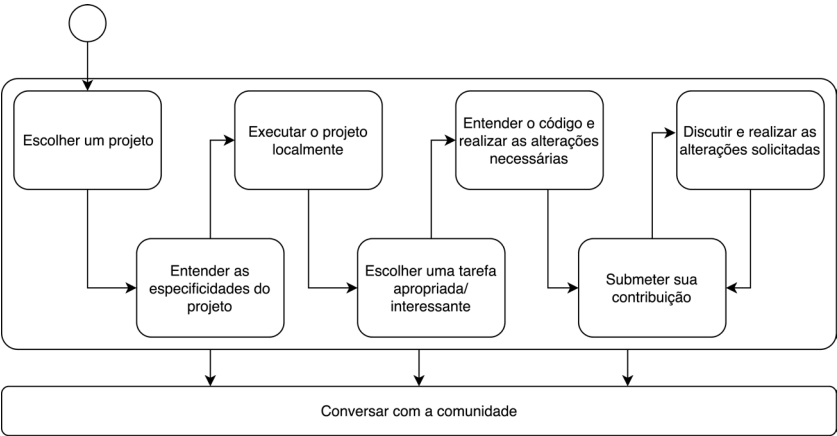 Escolher um projeto
Executar o projeto
localmente
Entender o código e
realizar as alterações
necessárias
Discutir e realizar as
alterações solicitadas
Entender as
especificidades do
projeto
Escolher uma tarefa
apropriada/
interessante
Submeter sua
contribuição
Conversar com a comunidade